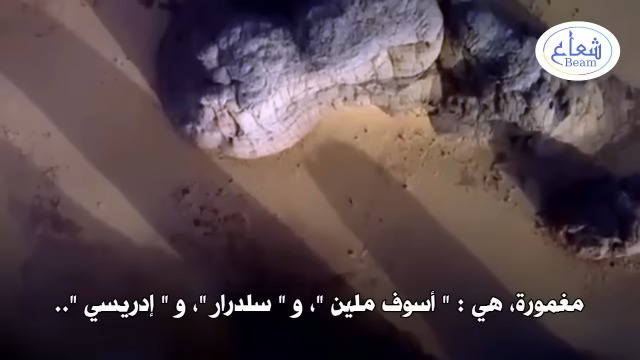 شعاع
Beam
مغمورة، هي : " أسوف ملين "، و " سلدرار "، و " إدريسي "..